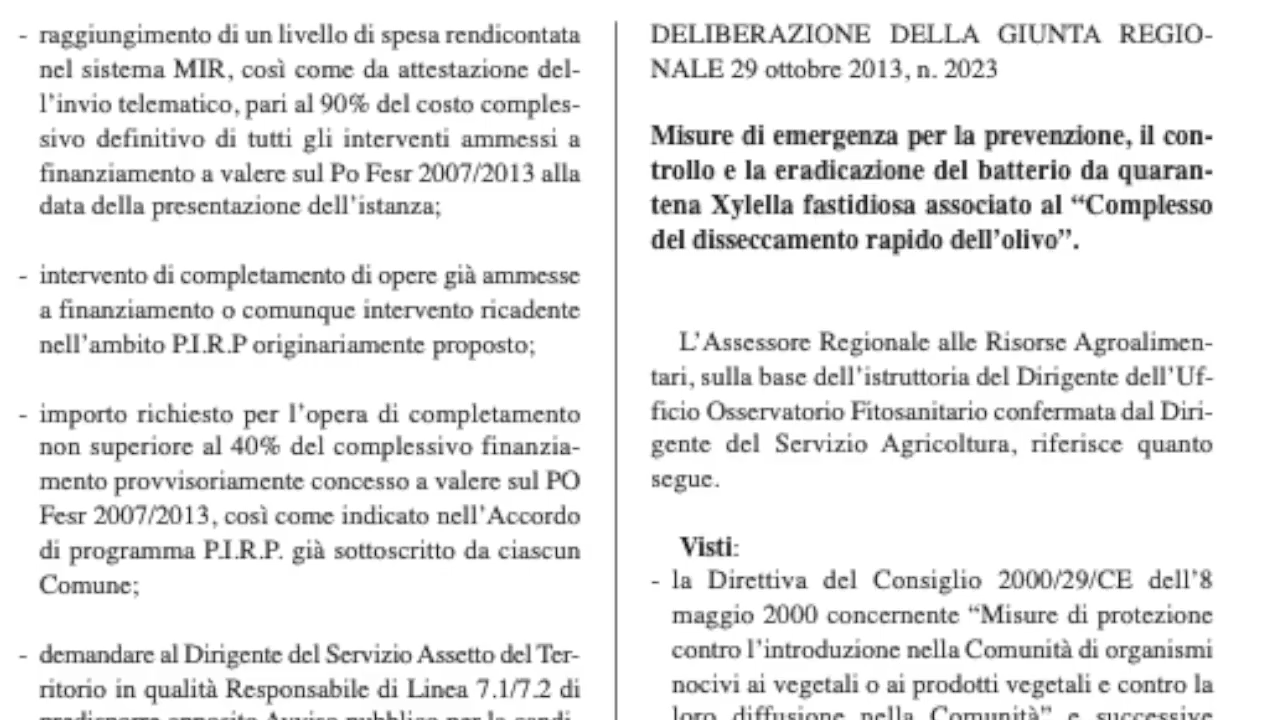 - raggiungimento di un livello di spesa rendicontata
nel sistema MIR, così come da attestazione del-
l'invio telematico, pari al 90% del costo comples-
sivo definitivo di tutti gli interventi ammessi a
finanziamento a valere sul Po Fesr 2007/2013 alla
data della presentazione dell'istanza;
- intervento di completamento di opere già ammesse
a finanziamento o comunque intervento ricadente
nell'ambito P.I.R.P originariamente proposto;
- importo richiesto per l'opera di completamento
non superiore al 40% del complessivo finanzia-
mento provvisoriamente concesso a valere sul PO
Fesr 2007/2013, così come indicato nell'Accordo
di programma P.I.R.P. già sottoscritto da ciascun
Comune;
- demandare al Dirigente del Servizio Assetto del Ter-
ritorio in qualità Responsabile di Linea 7.1/7.2 di
DELIBERAZIONE DELLA GIUNTA REGIO-
NALE 29 ottobre 2013, n. 2023
Misure di emergenza per la prevenzione, il con-
trollo e la eradicazione del batterio da quaran-
tena Xylella fastidiosa associato al “Complesso
del disseccamento rapido dell'olivo”.
L'Assessore Regionale alle Risorse Agroalimen-
tari, sulla base dell'istruttoria del Dirigente dell'Uf-
ficio Osservatorio Fitosanitario confermata dal Diri-
gente del Servizio Agricoltura, riferisce quanto
segue.
Visti:
- la Direttiva del Consiglio 2000/29/CE dell'8
maggio 2000 concernente “Misure di protezione
contro l'introduzione nella Comunità di organismi
nocivi ai vegetali o ai prodotti vegetali e contro la
loro diffusione nella Comunità” e successive